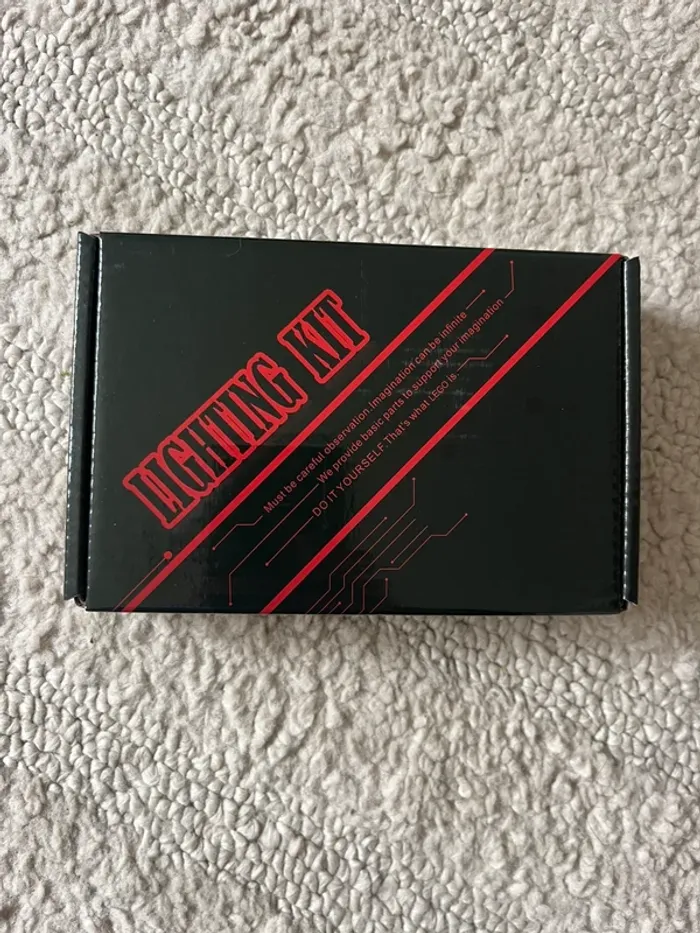 LIGHTING KIT
Must be careful observation.Imagination can be infinite
We provide basic parts to support your imagination
DO IT YOURSELF.That's what LEGO is...